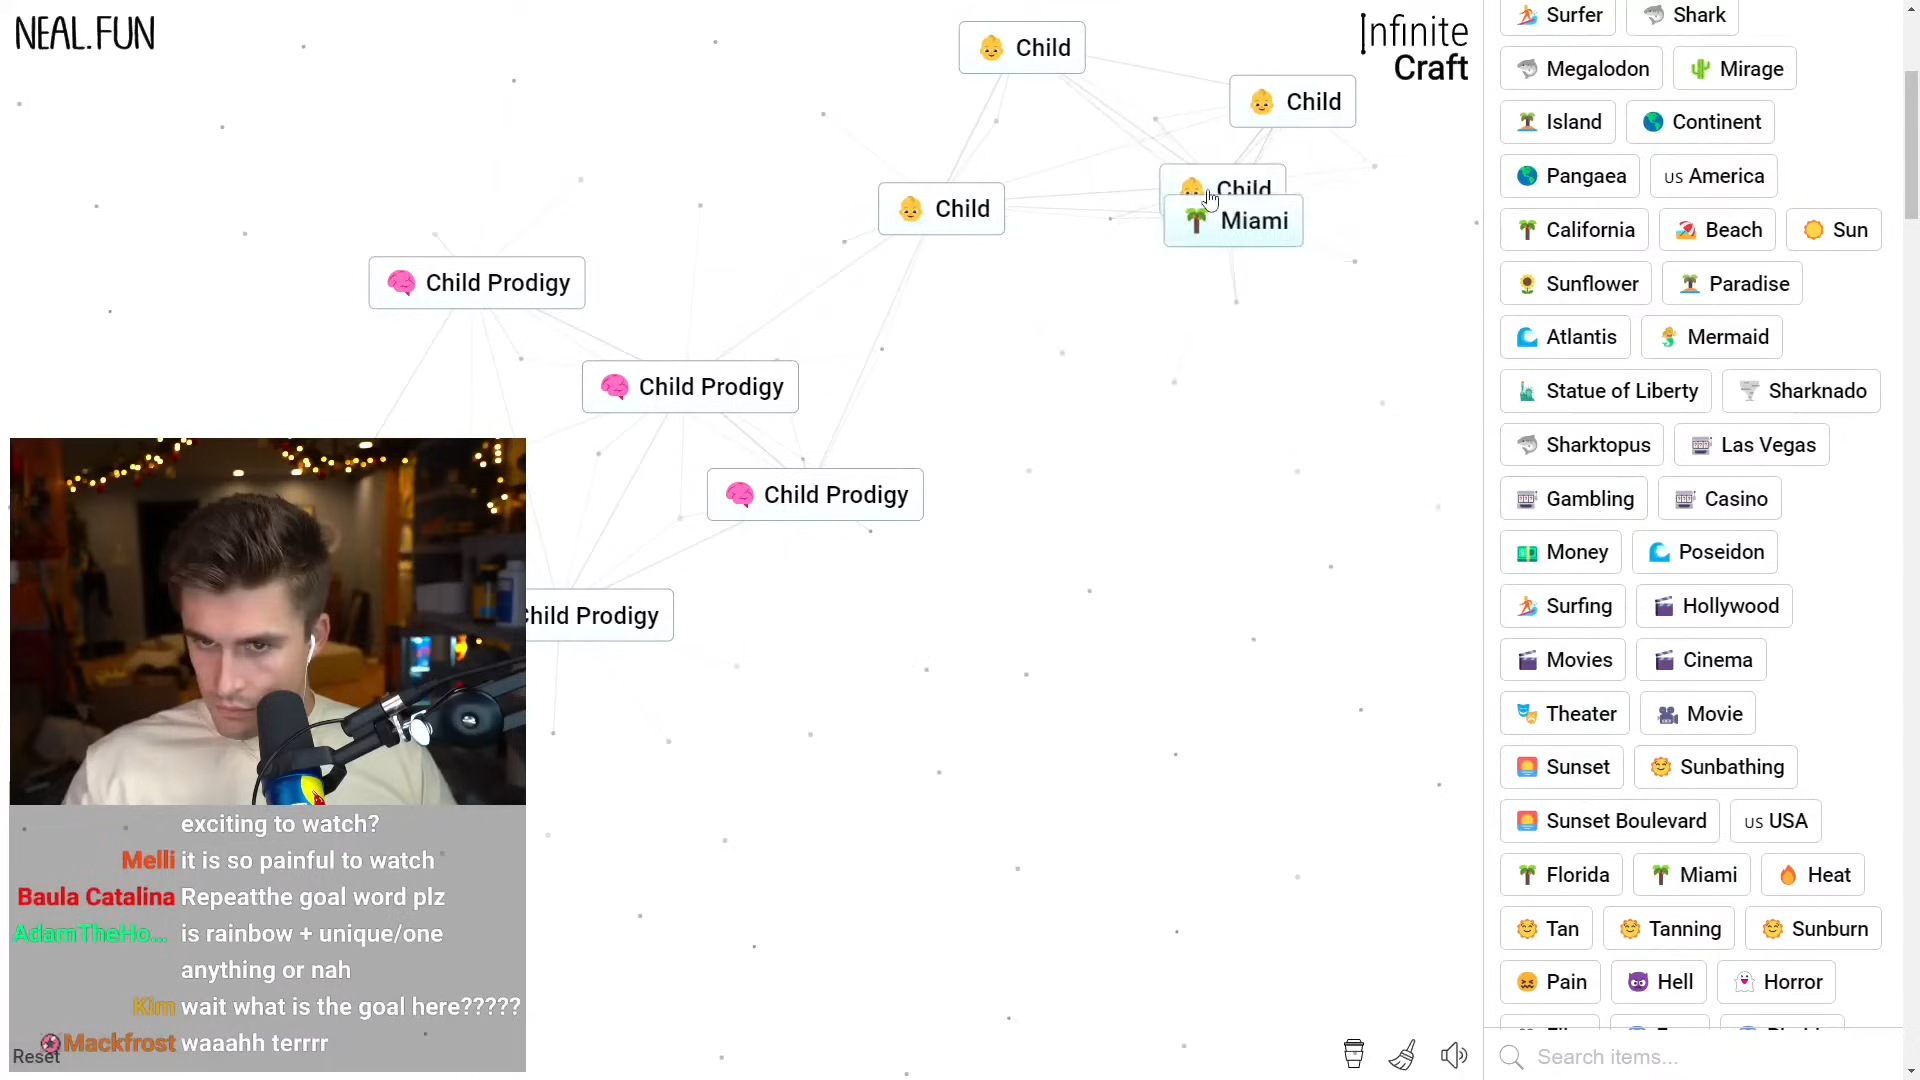 NEAL.FUN
Infinite
Craft
Child
Child
Child
Child
Miami
Child Prodigy
Child Prodigy
Child Prodigy
Child Prodigy
exciting to watch?
Melli it is so painful to watch
Baula Catalina Repeatthe goal word plz
AdamTheHo... is rainbow + unique/one
anything or nah
Kim wait what is the goal here?????
Mackfrost waaahh terrrr
Reset
Surfer Shark
Megalodon Mirage
Island Continent
Pangaea US America
California Beach Sun
Sunflower Paradise
Atlantis Mermaid
Statue of Liberty Sharknado
Sharktopus Las Vegas
Gambling Casino
Money Poseidon
Surfing Hollywood
Movies Cinema
Theater Movie
Sunset Sunbathing
Sunset Boulevard US USA
Florida Miami Heat
Tan Tanning Sunburn
Pain Hell Horror
Search items...